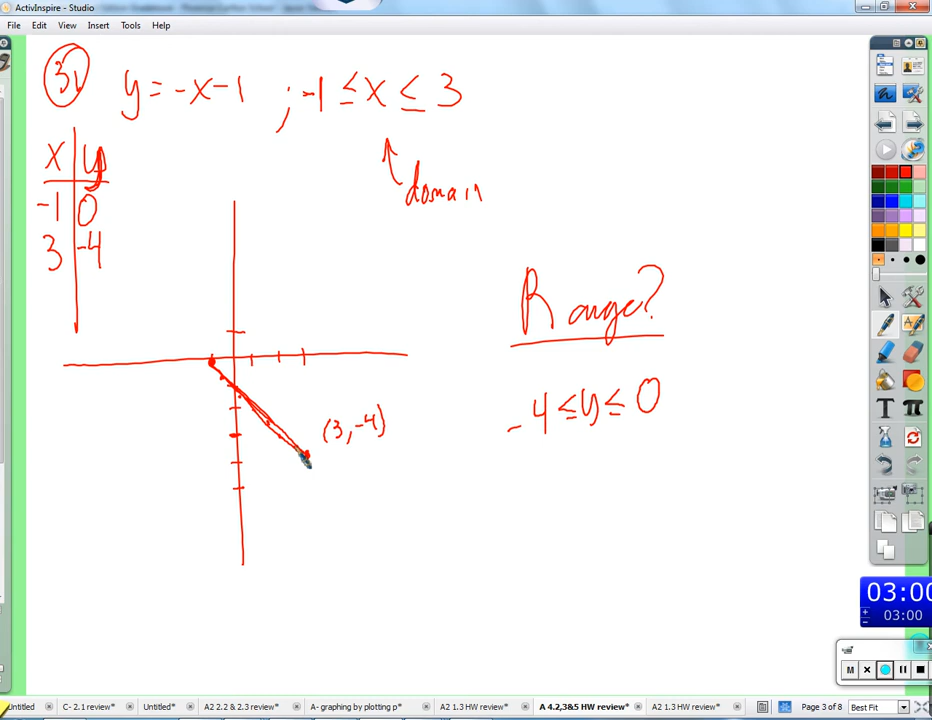 ActivInspire - Studio
File Edit View Insert Tools Help
31 y = -x-1 ; -1 ≤ x ≤ 3
x y
-1 0
3 -4
domain
Range?
-4 ≤ y ≤ 0
(3,-4)
03:00
03:00
M
Untitled C- 2.1 review* Untitled* A2 2.2 & 2.3 review* A- graphing by plotting p* A2 1.3 HW review* A 4.2,3&5 HW review* A2 1.3 HW review* Page 3 of 8 Best Fit